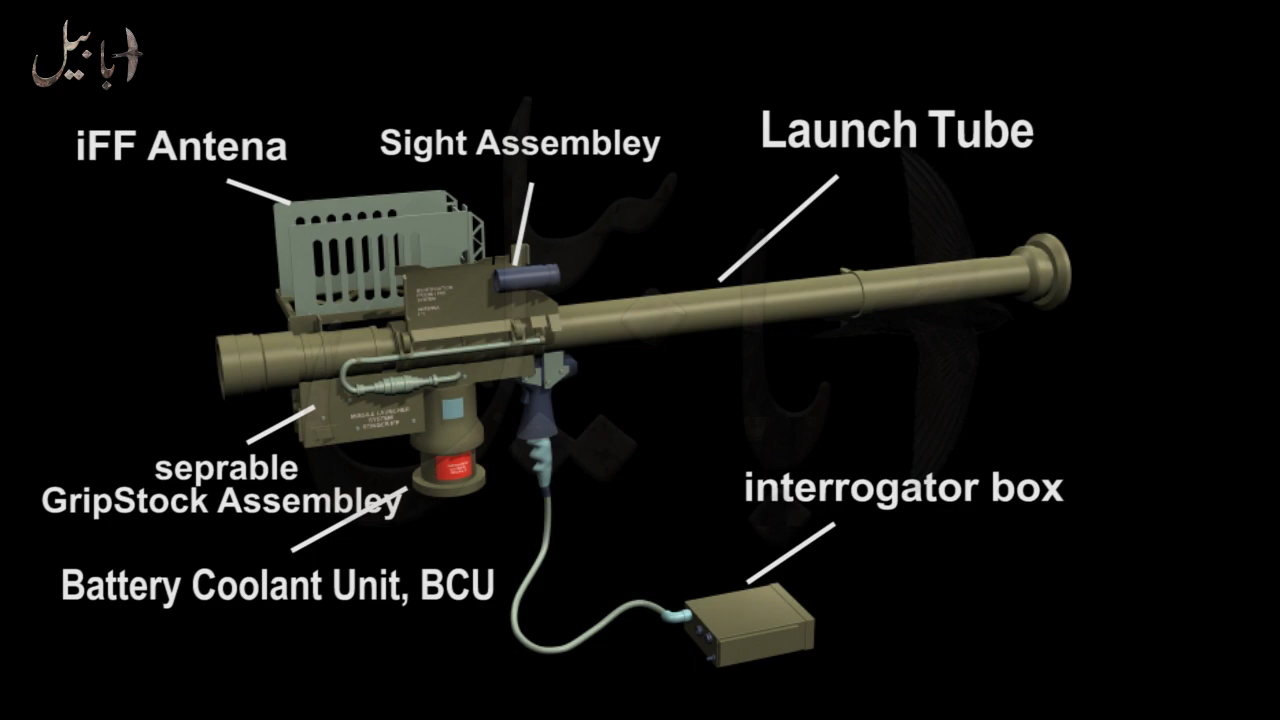 ابابیل
iFF Antena
Sight Assembley
Launch Tube
seprable
GripStock Assembley
interrogator box
Battery Coolant Unit, BCU